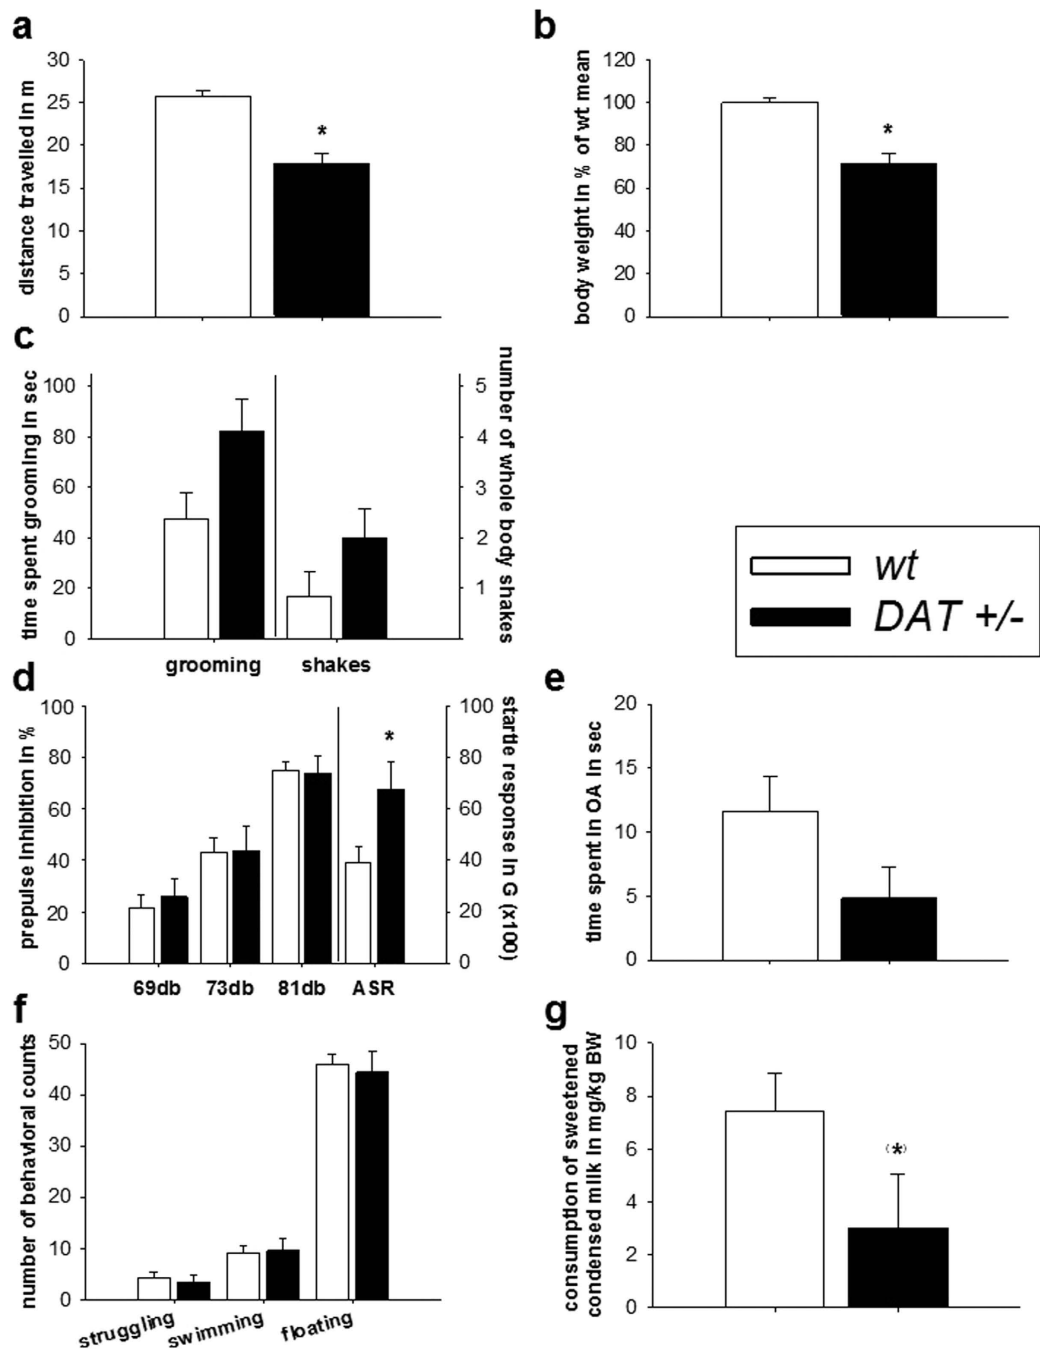 a
distance travelled in m
30
25
20
15
10
5
0
*
b
body weight in % of wt mean
120
100
80
60
40
20
0
*
c
time spent grooming in sec
100
80
60
40
20
0
number of whole body shakes
5
4
3
2
1
grooming shakes
wt
DAT +/-
d
prepulse inhibition in %
100
80
60
40
20
0
*
startle response in G (x100)
100
80
60
40
20
0
69db 73db 81db ASR
e
time spent in OA in sec
20
15
10
5
0
f
number of behavioral counts
50
40
30
20
10
0
struggling swimming floating
g
consumption of sweetened
condensed milk in mg/kg BW
10
8
6
4
2
0
(*)